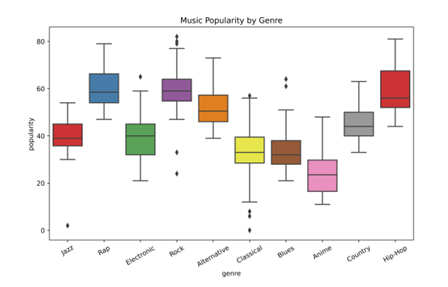 Music Popularity by Genre
80
60
40
20
0
popularity
Jazz
Rap
Electronic
Rock
Alternative
Classical
Blues
Anime
Country
Hip-Hop
genre